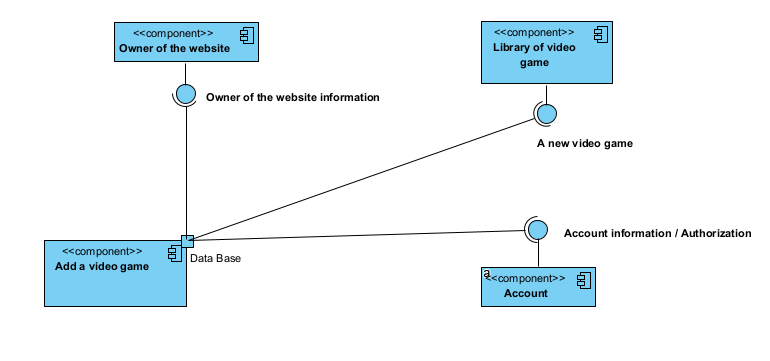 <<component>>
Owner of the website
<<component>>
Library of video
game
Owner of the website information
A new video game
Account information / Authorization
<<component>>
Add a video game
Data Base
a
<<component>>
Account